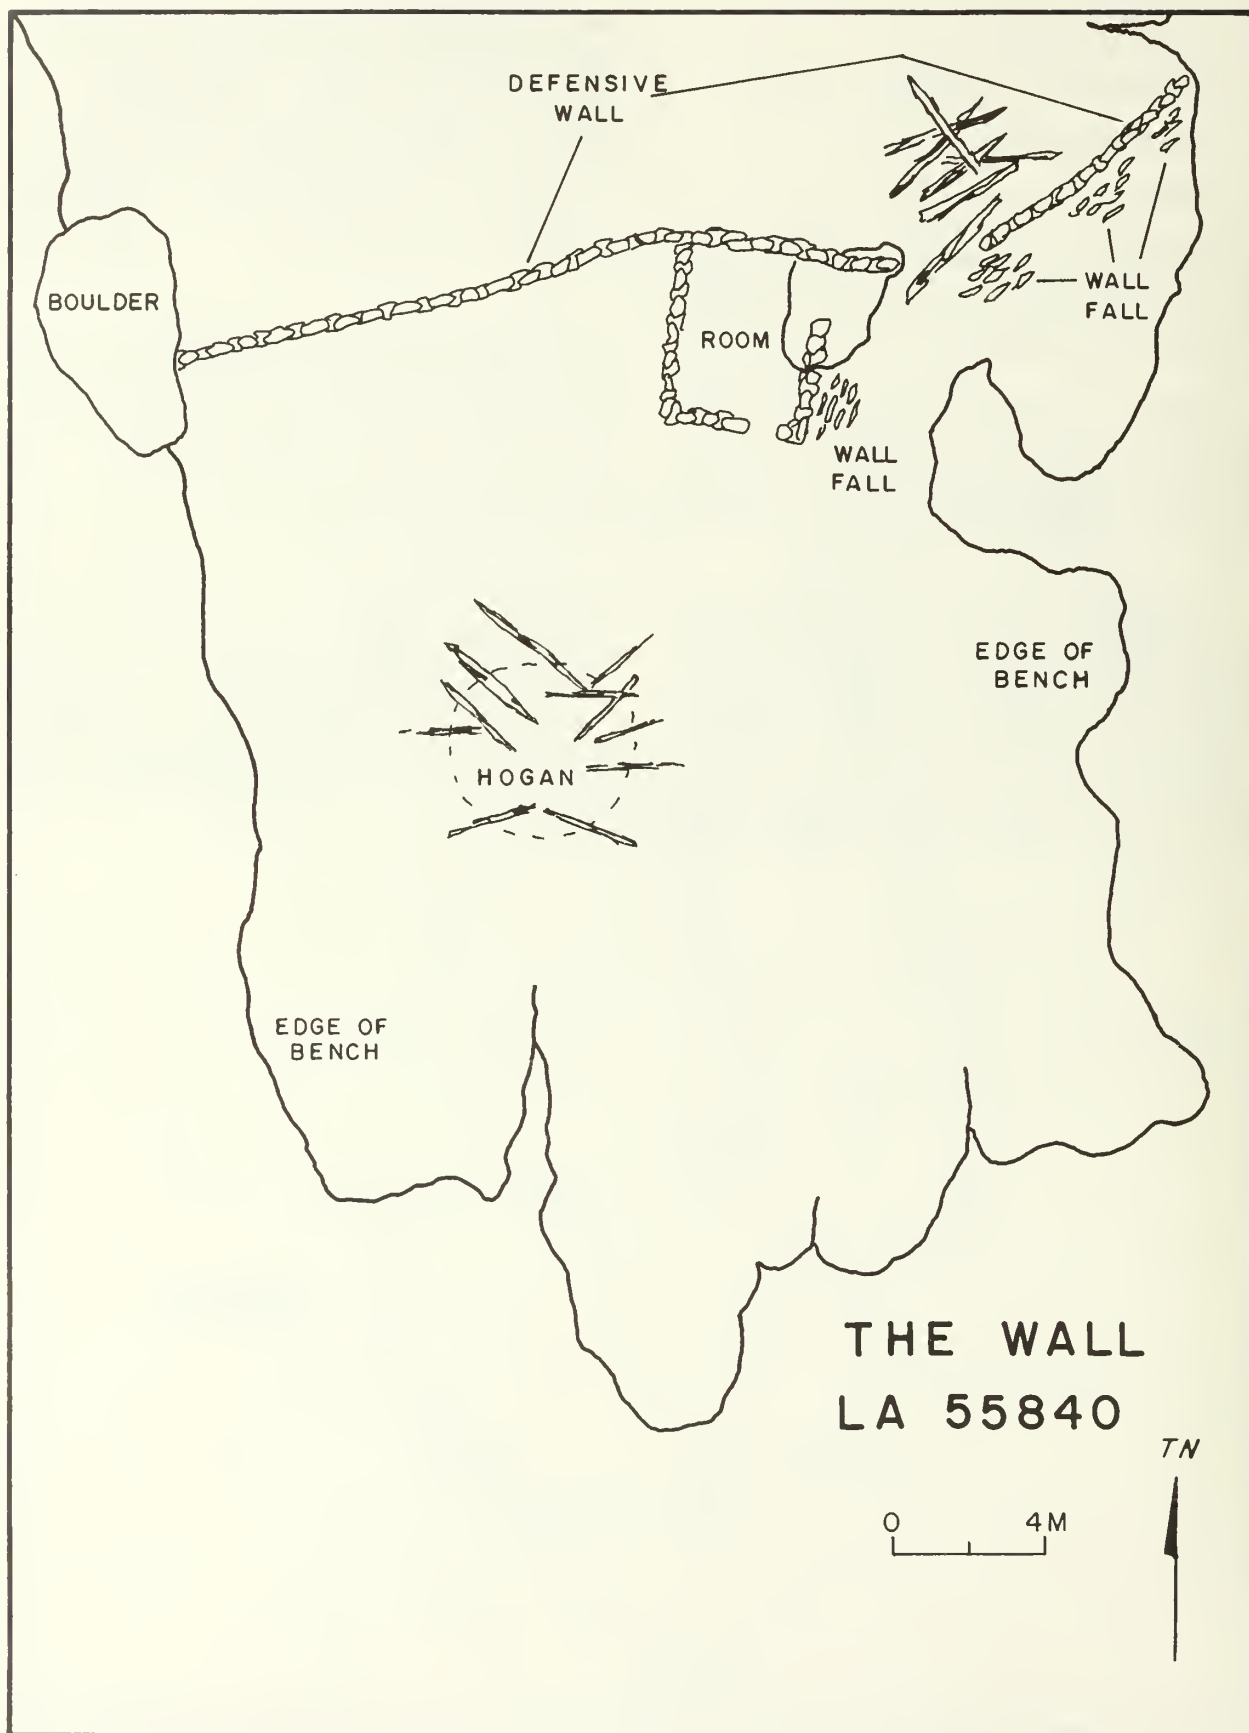 DEFENSIVE
WALL
BOULDER
ROOM
WALL
FALL
WALL
FALL
EDGE OF
BENCH
HOGAN
EDGE OF
BENCH
THE WALL
LA 55840
TN
0 4M